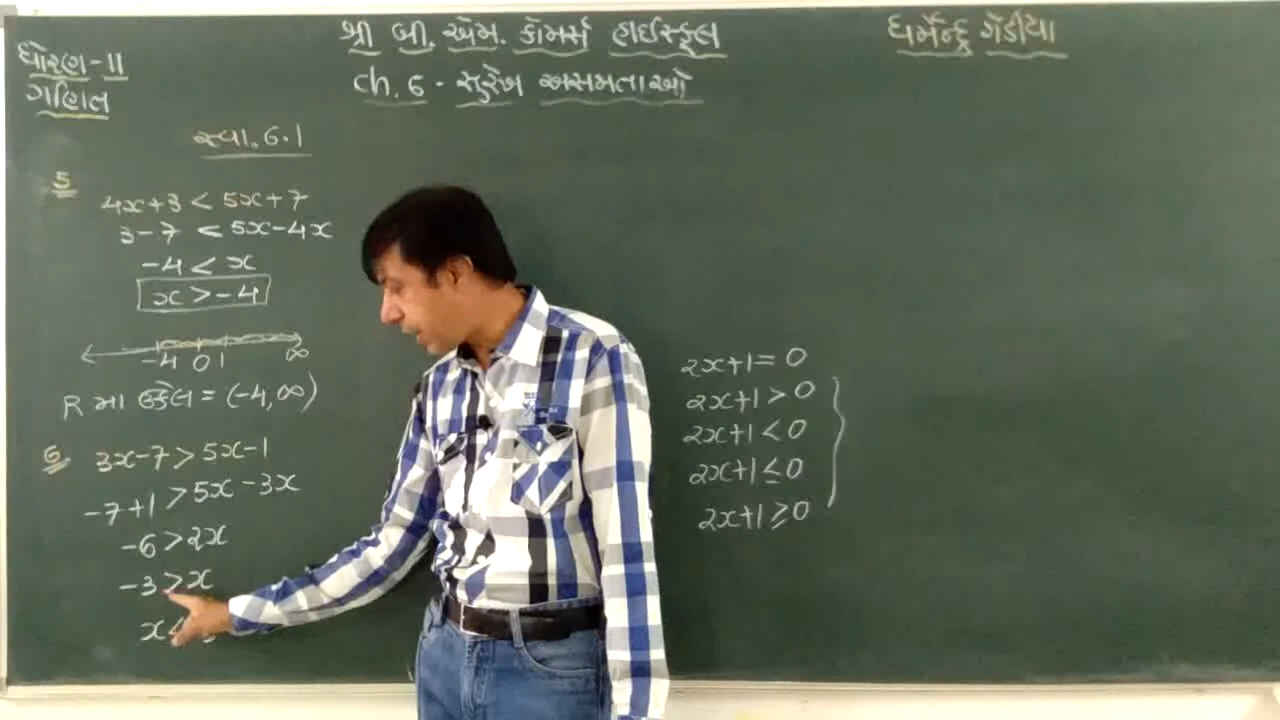 શ્રી બી. એમ. કોમર્સ હાઈસ્કૂલ
ધર્મેન્દ્ર ગેડીયા
ધોરણ-11
ગણિત
ch. 6 - સુરેખ અસમતાઓ
સ્વા. 6.1
5
4x+3 < 5x+7
3-7 < 5x-4x
-4 < x
x > -4
-4 0 1 ∞
R મા ઉકેલ = (-4, ∞)
6 3x-7 > 5x-1
-7+1 > 5x-3x
-6 > 2x
-3 > x
x <
2x+1 = 0
2x+1 > 0
2x+1 < 0
2x+1 ≤ 0
2x+1 ≥ 0